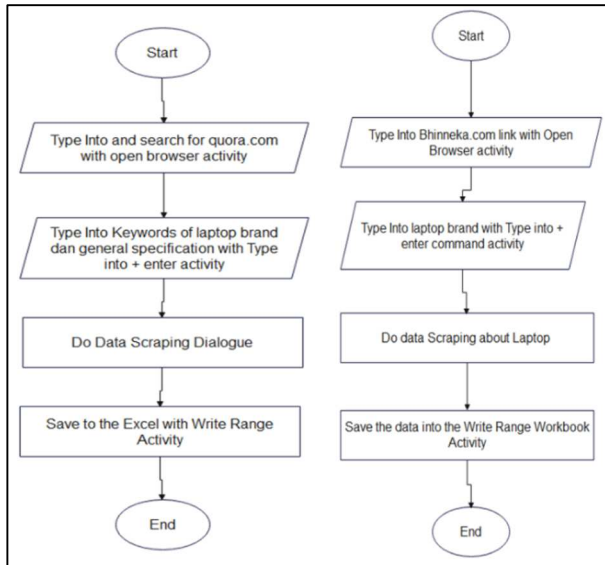 Start
Type Into and search for quora.com
with open browser activity
Type Into Keywords of laptop brand
dan general specification with Type
into + enter activity
Do Data Scraping Dialogue
Save to the Excel with Write Range
Activity
End
Start
Type Into Bhinneka.com link with Open
Browser activity
Type Into laptop brand with Type into +
enter command activity
Do data Scraping about Laptop
Save the data into the Write Range Workbook
Activity
End